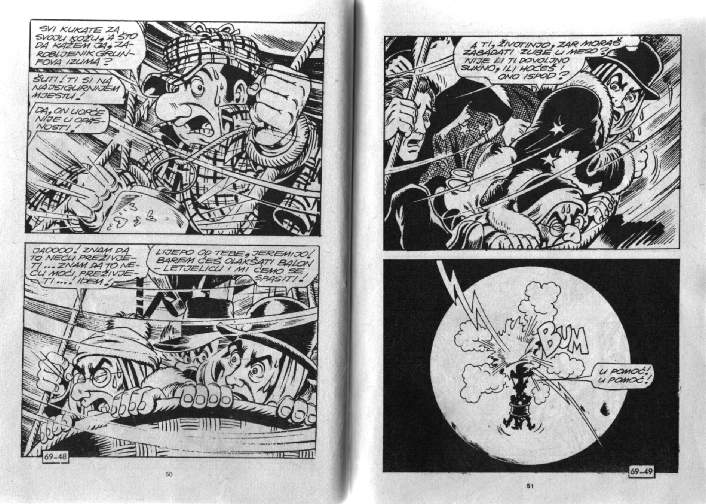 SVI KUKATE ZA
SVOJU KOŽU, A ŠTO
DA KAŽEM JA, ZA-
ROBLJENIK GRUN-
FOVA IZUMA?
ŠUTI! TI SI NA
NAJSIGURNIJEM
MJESTU!
DA, ON UOPĆE
NIJE U OPAS-
NOSTI!
JAOOOO! ZNAM DA
TO NEĆU PREŽIVJE-
TI... ZNAM DA TO NE-
ĆU MOĆI PREŽIVJE-
TI... IDEM!
LIJEPO OD TEBE, JEREMIJO!
BAREM ĆEŠ OLAKŠATI BALON-
LETJELICU I MI ĆEMO SE
SPASITI!
69-48
50
A TI, ŽIVOTINJO, ZAR MORAŠ
ZABADATI ZUBE U MESO?!
NIJE LI TI DOVOLJNO
SUKNO, ILI HOĆEŠ I
ONO ISPOD?
BUM
U POMOĆ!
U POMOĆ!
69-49
51